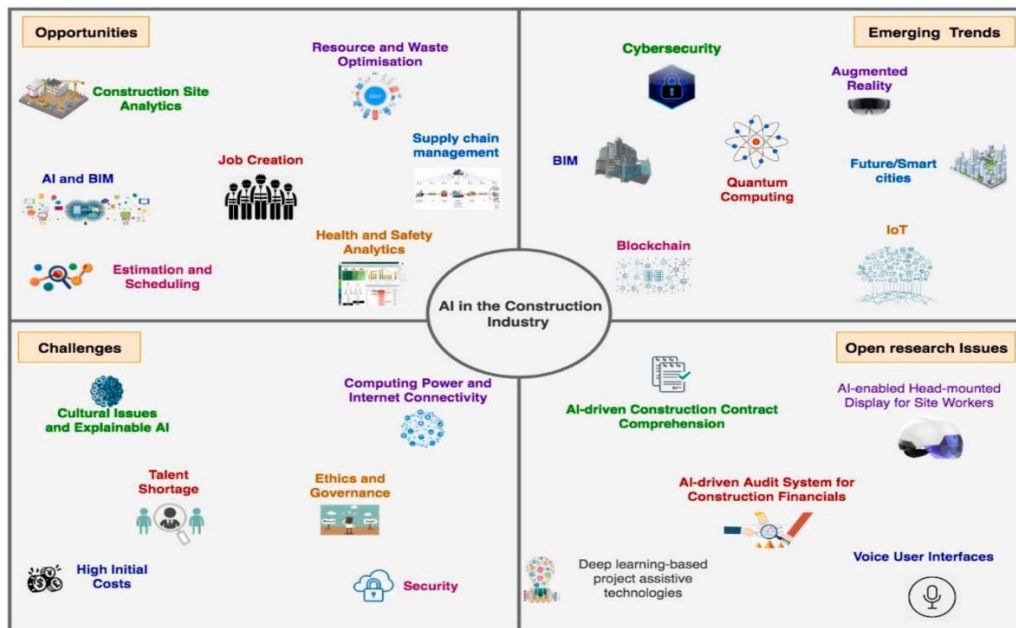 Opportunities
Resource and Waste
Optimisation
Construction Site
Analytics
Supply chain
management
Job Creation
AI and BIM
Health and Safety
Analytics
Estimation and
Scheduling
Emerging Trends
Cybersecurity
Augmented
Reality
BIM
Quantum
Computing
Future/Smart
cities
Blockchain
IoT
AI in the Construction
Industry
Challenges
Computing Power and
Internet Connectivity
Cultural Issues
and Explainable AI
Talent
Shortage
Ethics and
Governance
High Initial
Costs
Security
Open research Issues
AI-driven Construction Contract
Comprehension
AI-enabled Head-mounted
Display for Site Workers
AI-driven Audit System for
Construction Financials
Deep learning-based
project assistive
technologies
Voice User Interfaces